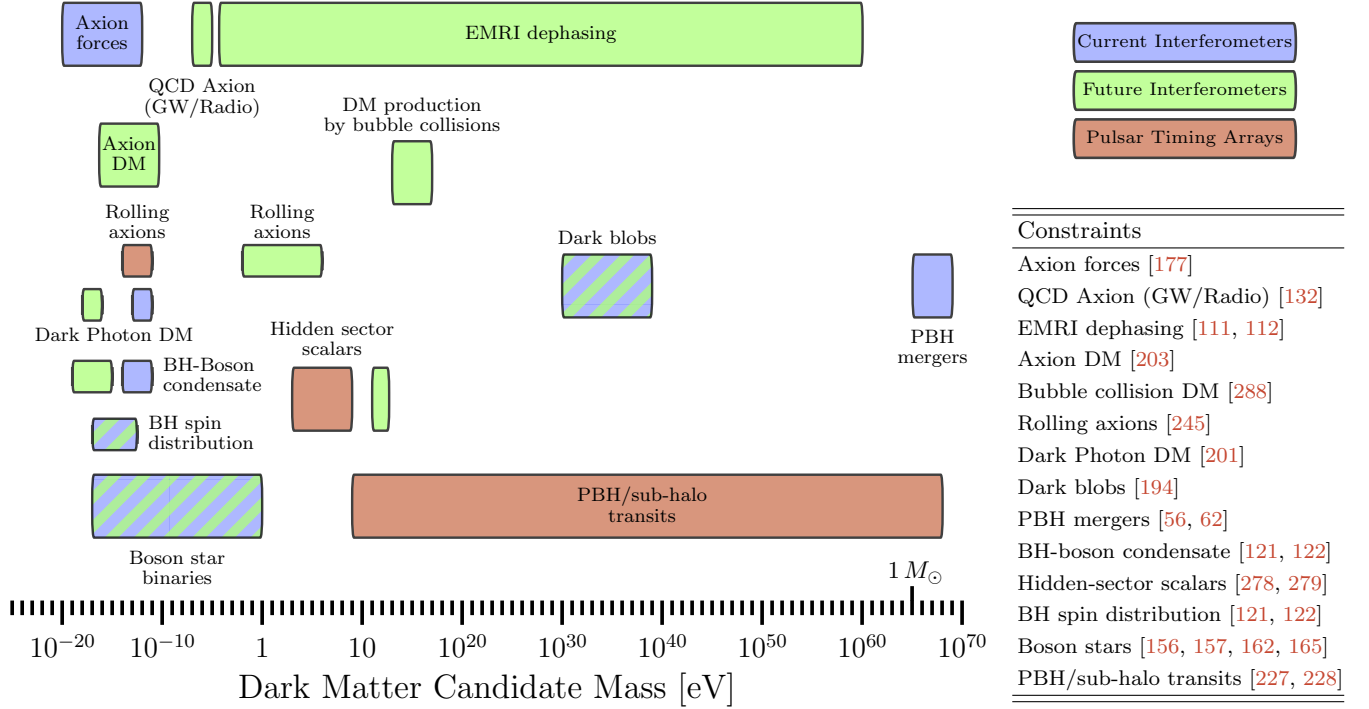 Axion
forces
EMRI dephasing
QCD Axion
(GW/Radio)
DM production
by bubble collisions
Axion
DM
Rolling
axions
Rolling
axions
Dark blobs
Dark Photon DM
Hidden sector
scalars
PBH
mergers
BH-Boson
condensate
BH spin
distribution
PBH/sub-halo
transits
Boson star
binaries
1 M☉
10⁻²⁰ 10⁻¹⁰ 1 10 10²⁰ 10³⁰ 10⁴⁰ 10⁵⁰ 10⁶⁰ 10⁷⁰
Dark Matter Candidate Mass [eV]
Current Interferometers
Future Interferometers
Pulsar Timing Arrays
Constraints
Axion forces [177]
QCD Axion (GW/Radio) [132]
EMRI dephasing [111, 112]
Axion DM [203]
Bubble collision DM [288]
Rolling axions [245]
Dark Photon DM [201]
Dark blobs [194]
PBH mergers [56, 62]
BH-boson condensate [121, 122]
Hidden-sector scalars [278, 279]
BH spin distribution [121, 122]
Boson stars [156, 157, 162, 165]
PBH/sub-halo transits [227, 228]